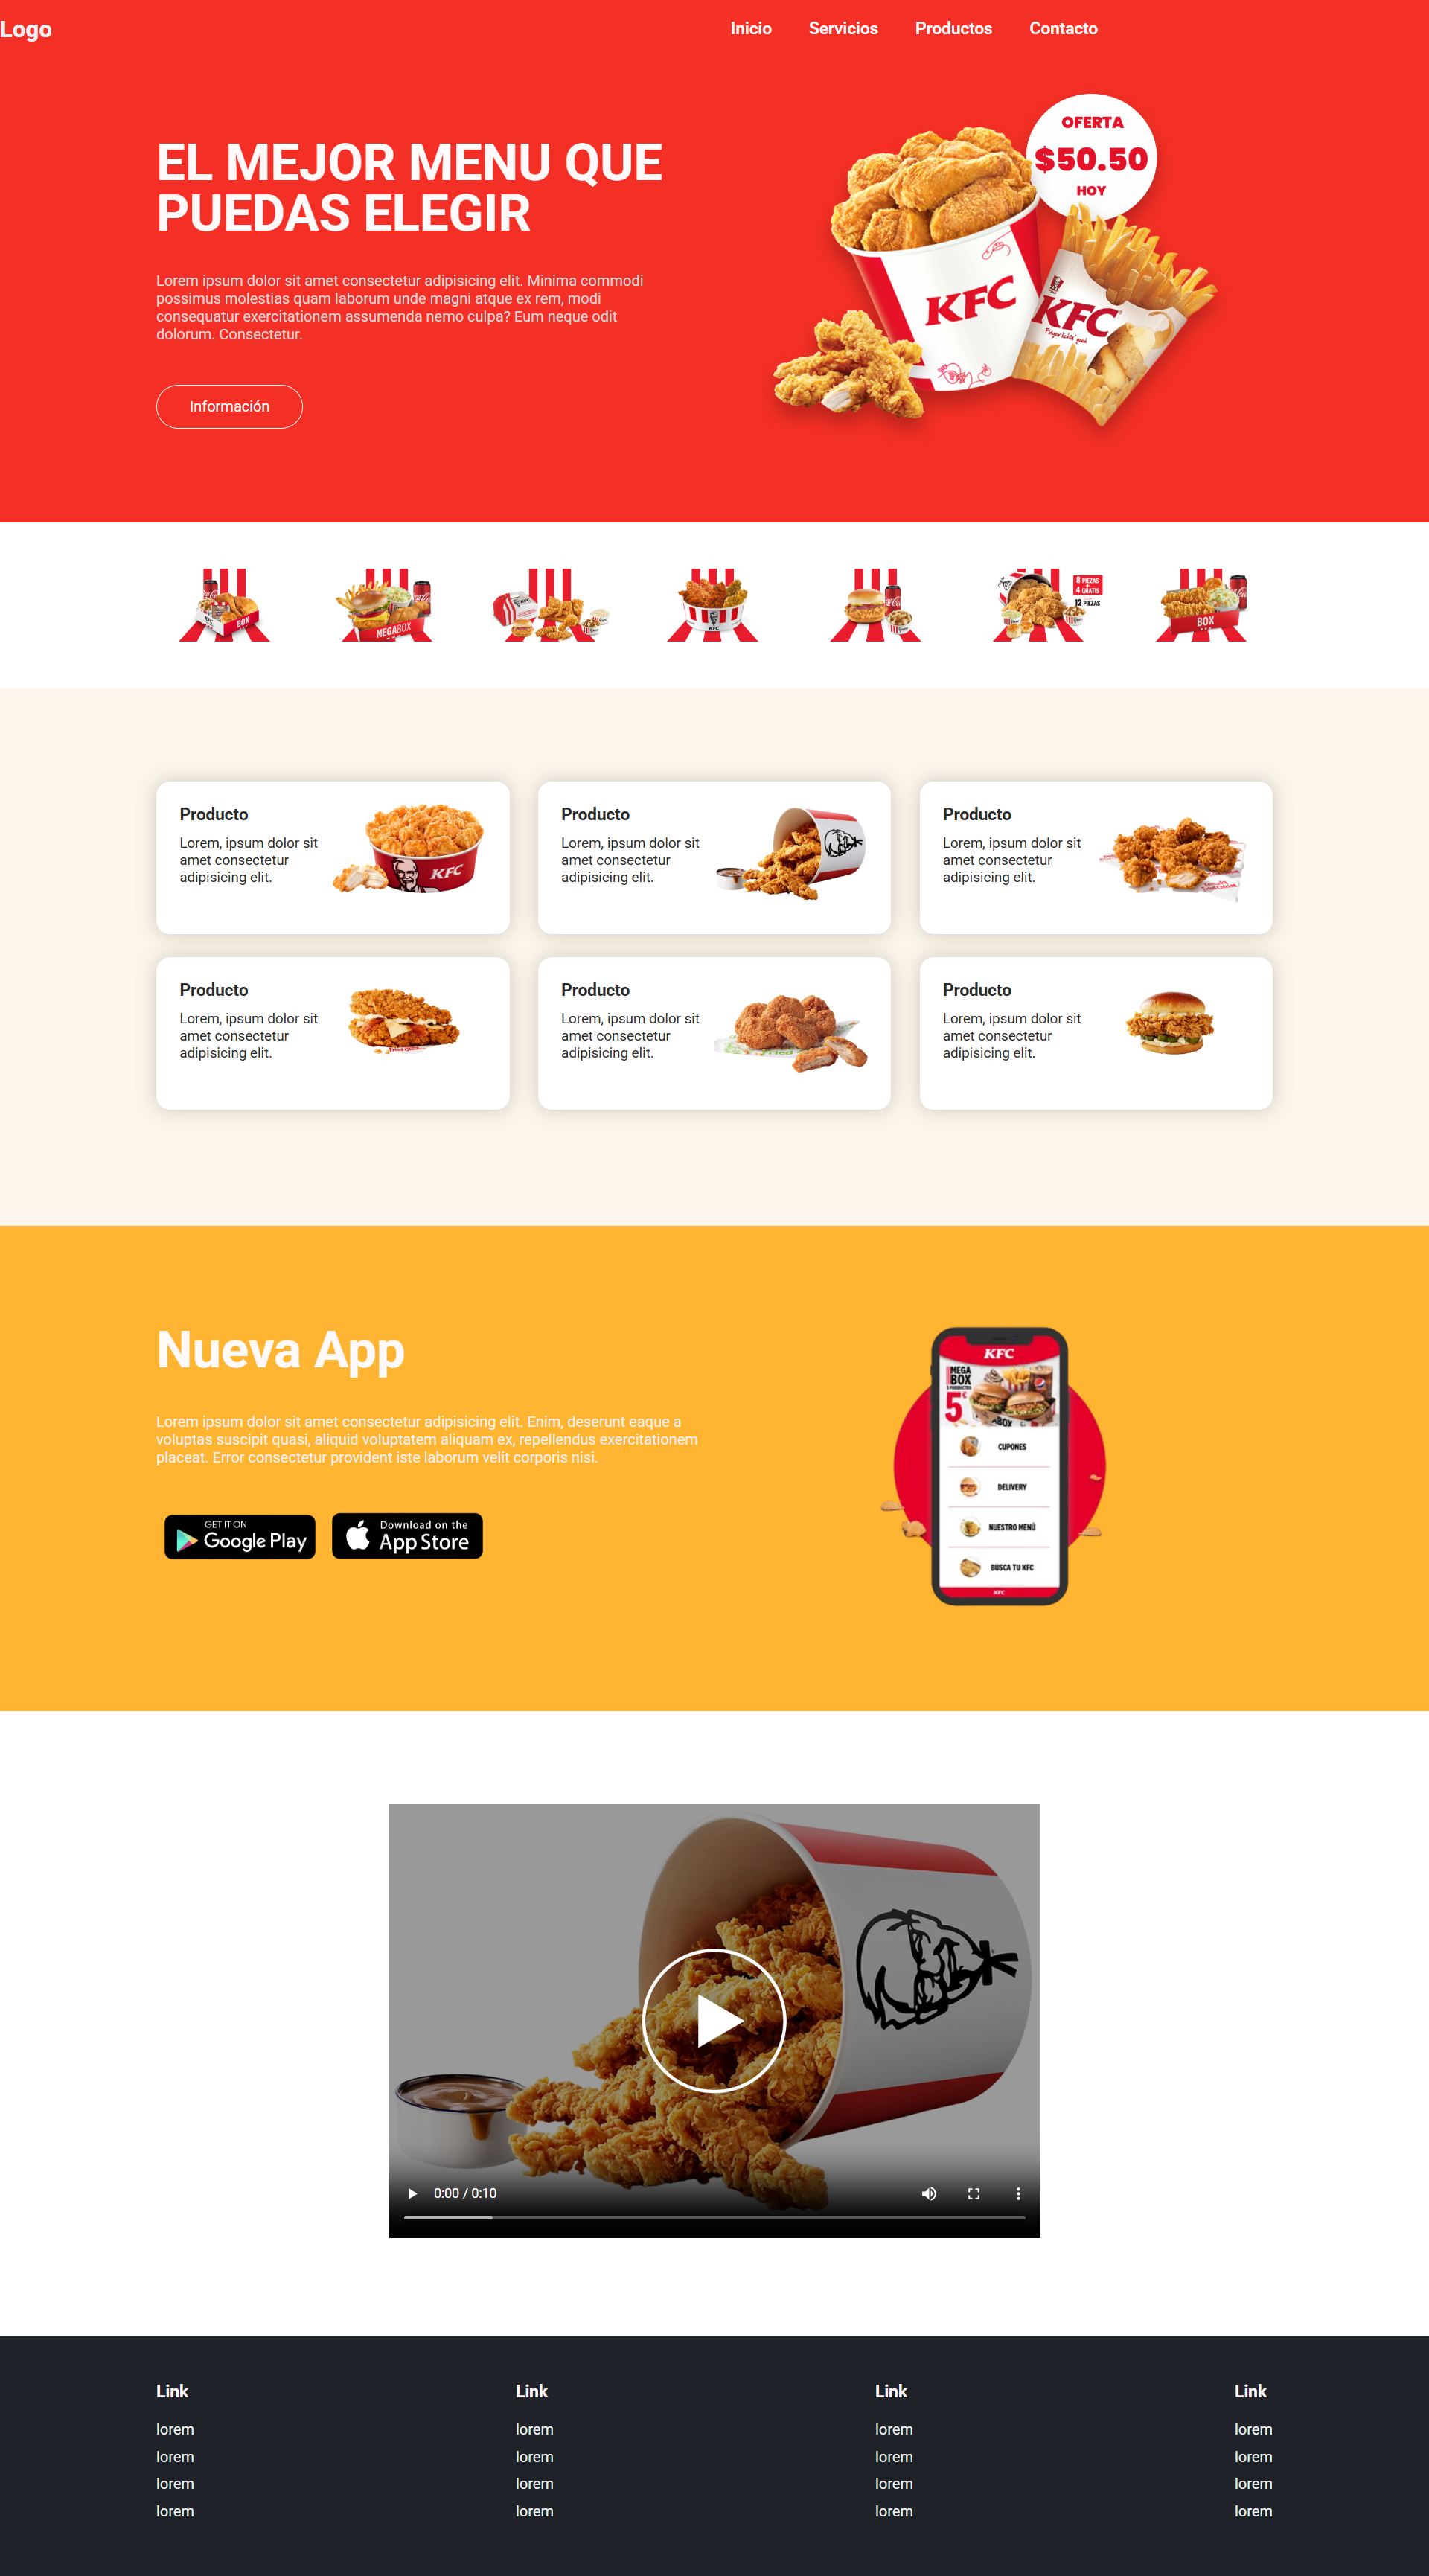 Logo
Inicio Servicios Productos Contacto
OFERTA
$50.50
HOY
EL MEJOR MENU QUE
PUEDAS ELEGIR
Lorem ipsum dolor sit amet consectetur adipisicing elit. Minima commodi
possimus molestias quam laborum unde magni atque ex rem, modi
consequatur exercitationem assumenda nemo culpa? Eum neque odit
dolorum. Consectetur.
Información
KFC
KFC
Finger lickin' good
BOX
MEGABOX
KFC
8 PIEZAS
+
4 GRATIS
12 PIEZAS
BOX
Producto
Lorem, ipsum dolor sit
amet consectetur
adipisicing elit.
KFC
Producto
Lorem, ipsum dolor sit
amet consectetur
adipisicing elit.
Producto
Lorem, ipsum dolor sit
amet consectetur
adipisicing elit.
Producto
Lorem, ipsum dolor sit
amet consectetur
adipisicing elit.
Producto
Lorem, ipsum dolor sit
amet consectetur
adipisicing elit.
Producto
Lorem, ipsum dolor sit
amet consectetur
adipisicing elit.
Nueva App
Lorem ipsum dolor sit amet consectetur adipisicing elit. Enim, deserunt eaque a
voluptas suscipit quasi, aliquid voluptatem aliquam ex, repellendus exercitationem
placeat. Error consectetur provident iste laborum velit corporis nisi.
GET IT ON
Google Play
Download on the
App Store
KFC
MEGA
BOX
5 PRODUCTOS
5€
BOX
CUPONES
DELIVERY
NUESTRO MENÚ
BUSCA TU KFC
KFC
0:00 / 0:10
Link Link Link Link
lorem lorem lorem lorem
lorem lorem lorem lorem
lorem lorem lorem lorem
lorem lorem lorem lorem